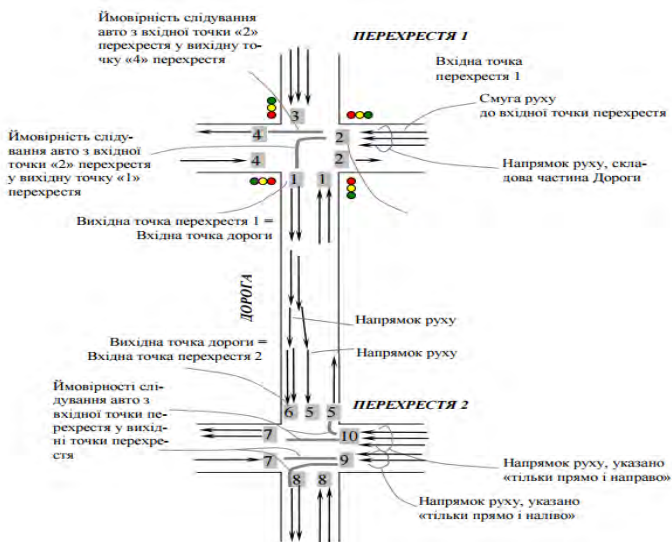 Ймовірність слідування
авто з вхідної точки «2»
перехрестя у вихідну то-
чку «4» перехрестя
ПЕРЕХРЕСТЯ 1
Вхідна точка
перехрестя 1
Смуга руху
до вхідної точки перехрестя
3
4
2
Ймовірність сліду-
вання авто з вхідної
точки «2» перехрестя
у вихідну точку «1»
перехрестя
4
2
Напрямок руху, скла-
дова частина Дороги
1
1
Вихідна точка перехрестя 1 =
Вхідна точка дороги
ДОРОГА
Напрямок руху
Вихідна точка дороги =
Вхідна точка перехрестя 2
Напрямок руху
Ймовірності слі-
дування авто з
вхідної точки пе-
рехрестя у вихід-
ні точки перехре-
стя
6
5
5
ПЕРЕХРЕСТЯ 2
7
10
7
9
8
8
Напрямок руху, указано
«тільки прямо і направо»
Напрямок руху, указано
«тільки прямо і наліво»